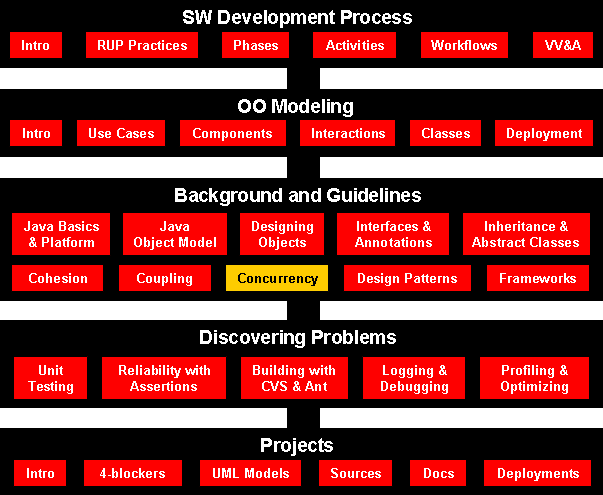 SW Development Process
Intro RUP Practices Phases Activities Workflows VV&A
OO Modeling
Intro Use Cases Components Interactions Classes Deployment
Background and Guidelines
Java Basics & Platform
Java Object Model
Designing Objects
Interfaces & Annotations
Inheritance & Abstract Classes
Cohesion Coupling Concurrency Design Patterns Frameworks
Discovering Problems
Unit Testing
Reliability with Assertions
Building with CVS & Ant
Logging & Debugging
Profiling & Optimizing
Projects
Intro 4-blockers UML Models Sources Docs Deployments